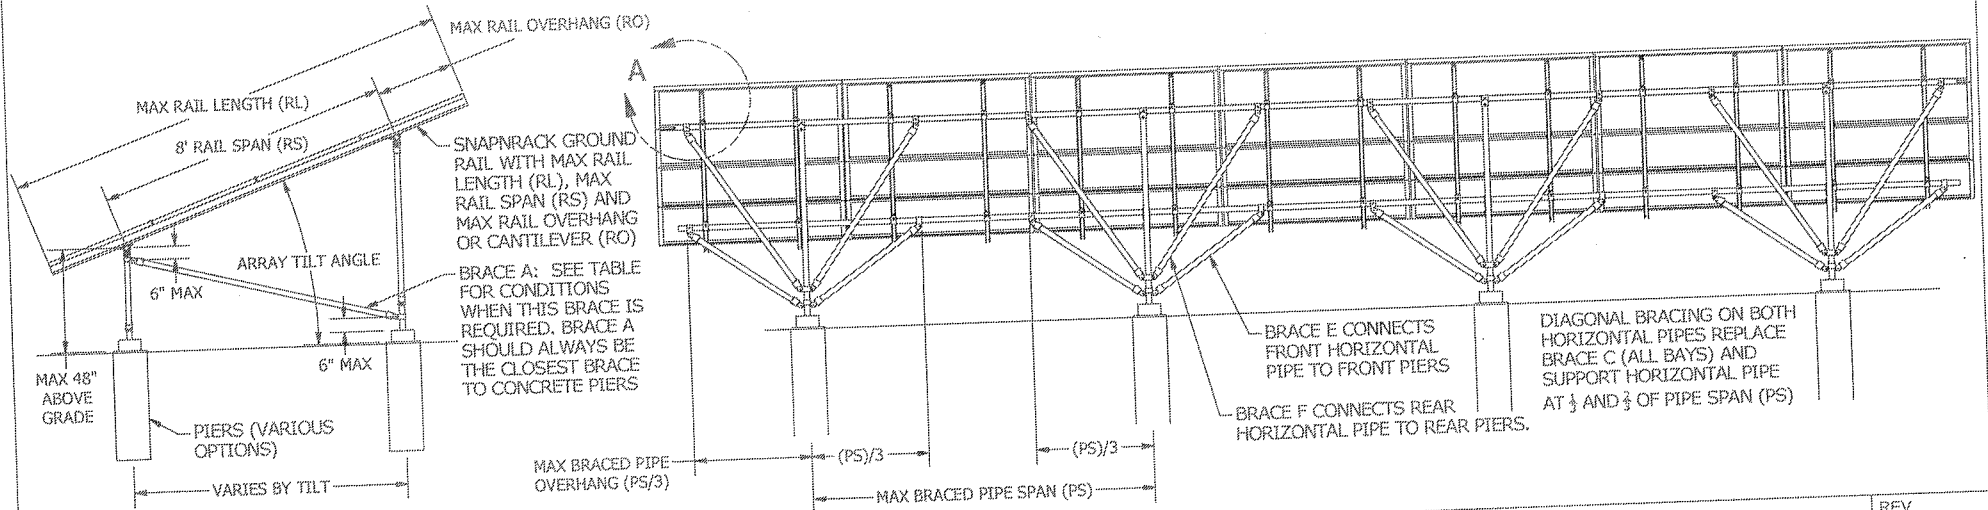 MAX RAIL OVERHANG (RO)
MAX RAIL LENGTH (RL)
8' RAIL SPAN (RS)
SNAPNRACK GROUND
RAIL WITH MAX RAIL
LENGTH (RL), MAX
RAIL SPAN (RS) AND
MAX RAIL OVERHANG
OR CANTILEVER (RO)
ARRAY TILT ANGLE
6" MAX
BRACE A: SEE TABLE
FOR CONDITIONS
WHEN THIS BRACE IS
REQUIRED. BRACE A
SHOULD ALWAYS BE
THE CLOSEST BRACE
TO CONCRETE PIERS
6" MAX
MAX 48"
ABOVE
GRADE
PIERS (VARIOUS
OPTIONS)
VARIES BY TILT
A
BRACE E CONNECTS
FRONT HORIZONTAL
PIPE TO FRONT PIERS
BRACE F CONNECTS REAR
HORIZONTAL PIPE TO REAR PIERS.
DIAGONAL BRACING ON BOTH
HORIZONTAL PIPES REPLACE
BRACE C (ALL BAYS) AND
SUPPORT HORIZONTAL PIPE
AT ⅓ AND ⅔ OF PIPE SPAN (PS)
MAX BRACED PIPE
OVERHANG (PS/3)
(PS)/3
(PS)/3
MAX BRACED PIPE SPAN (PS)
REV